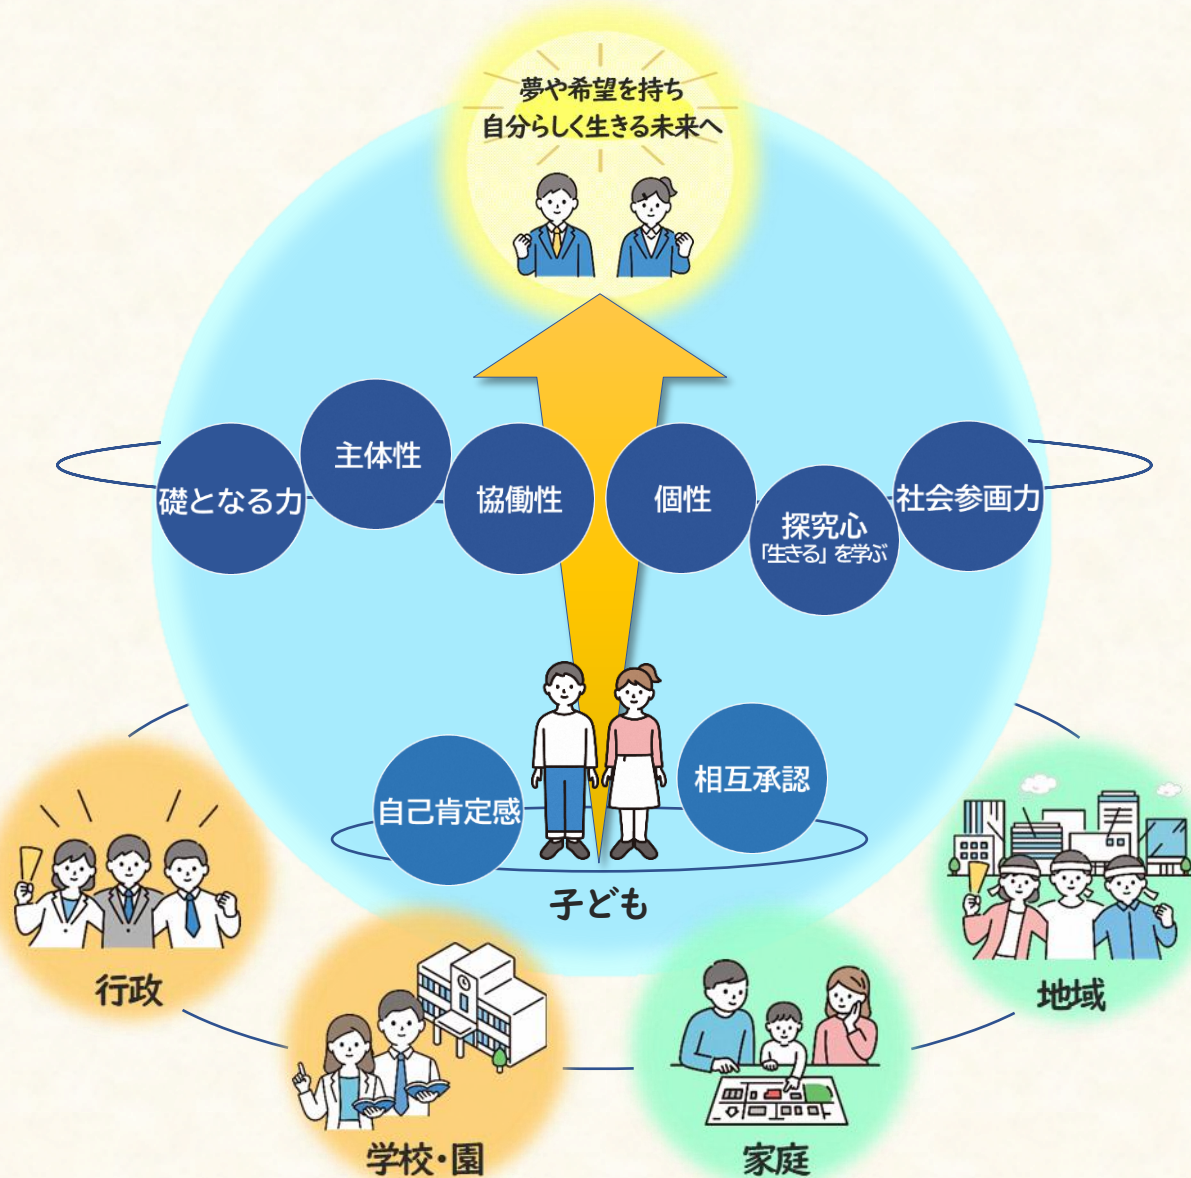 夢や希望を持ち
自分らしく生きる未来へ
礎となる力
主体性
協働性
個性
探究心
「生きる」を学ぶ
社会参画力
自己肯定感
相互承認
子ども
行政
学校・園
家庭
地域